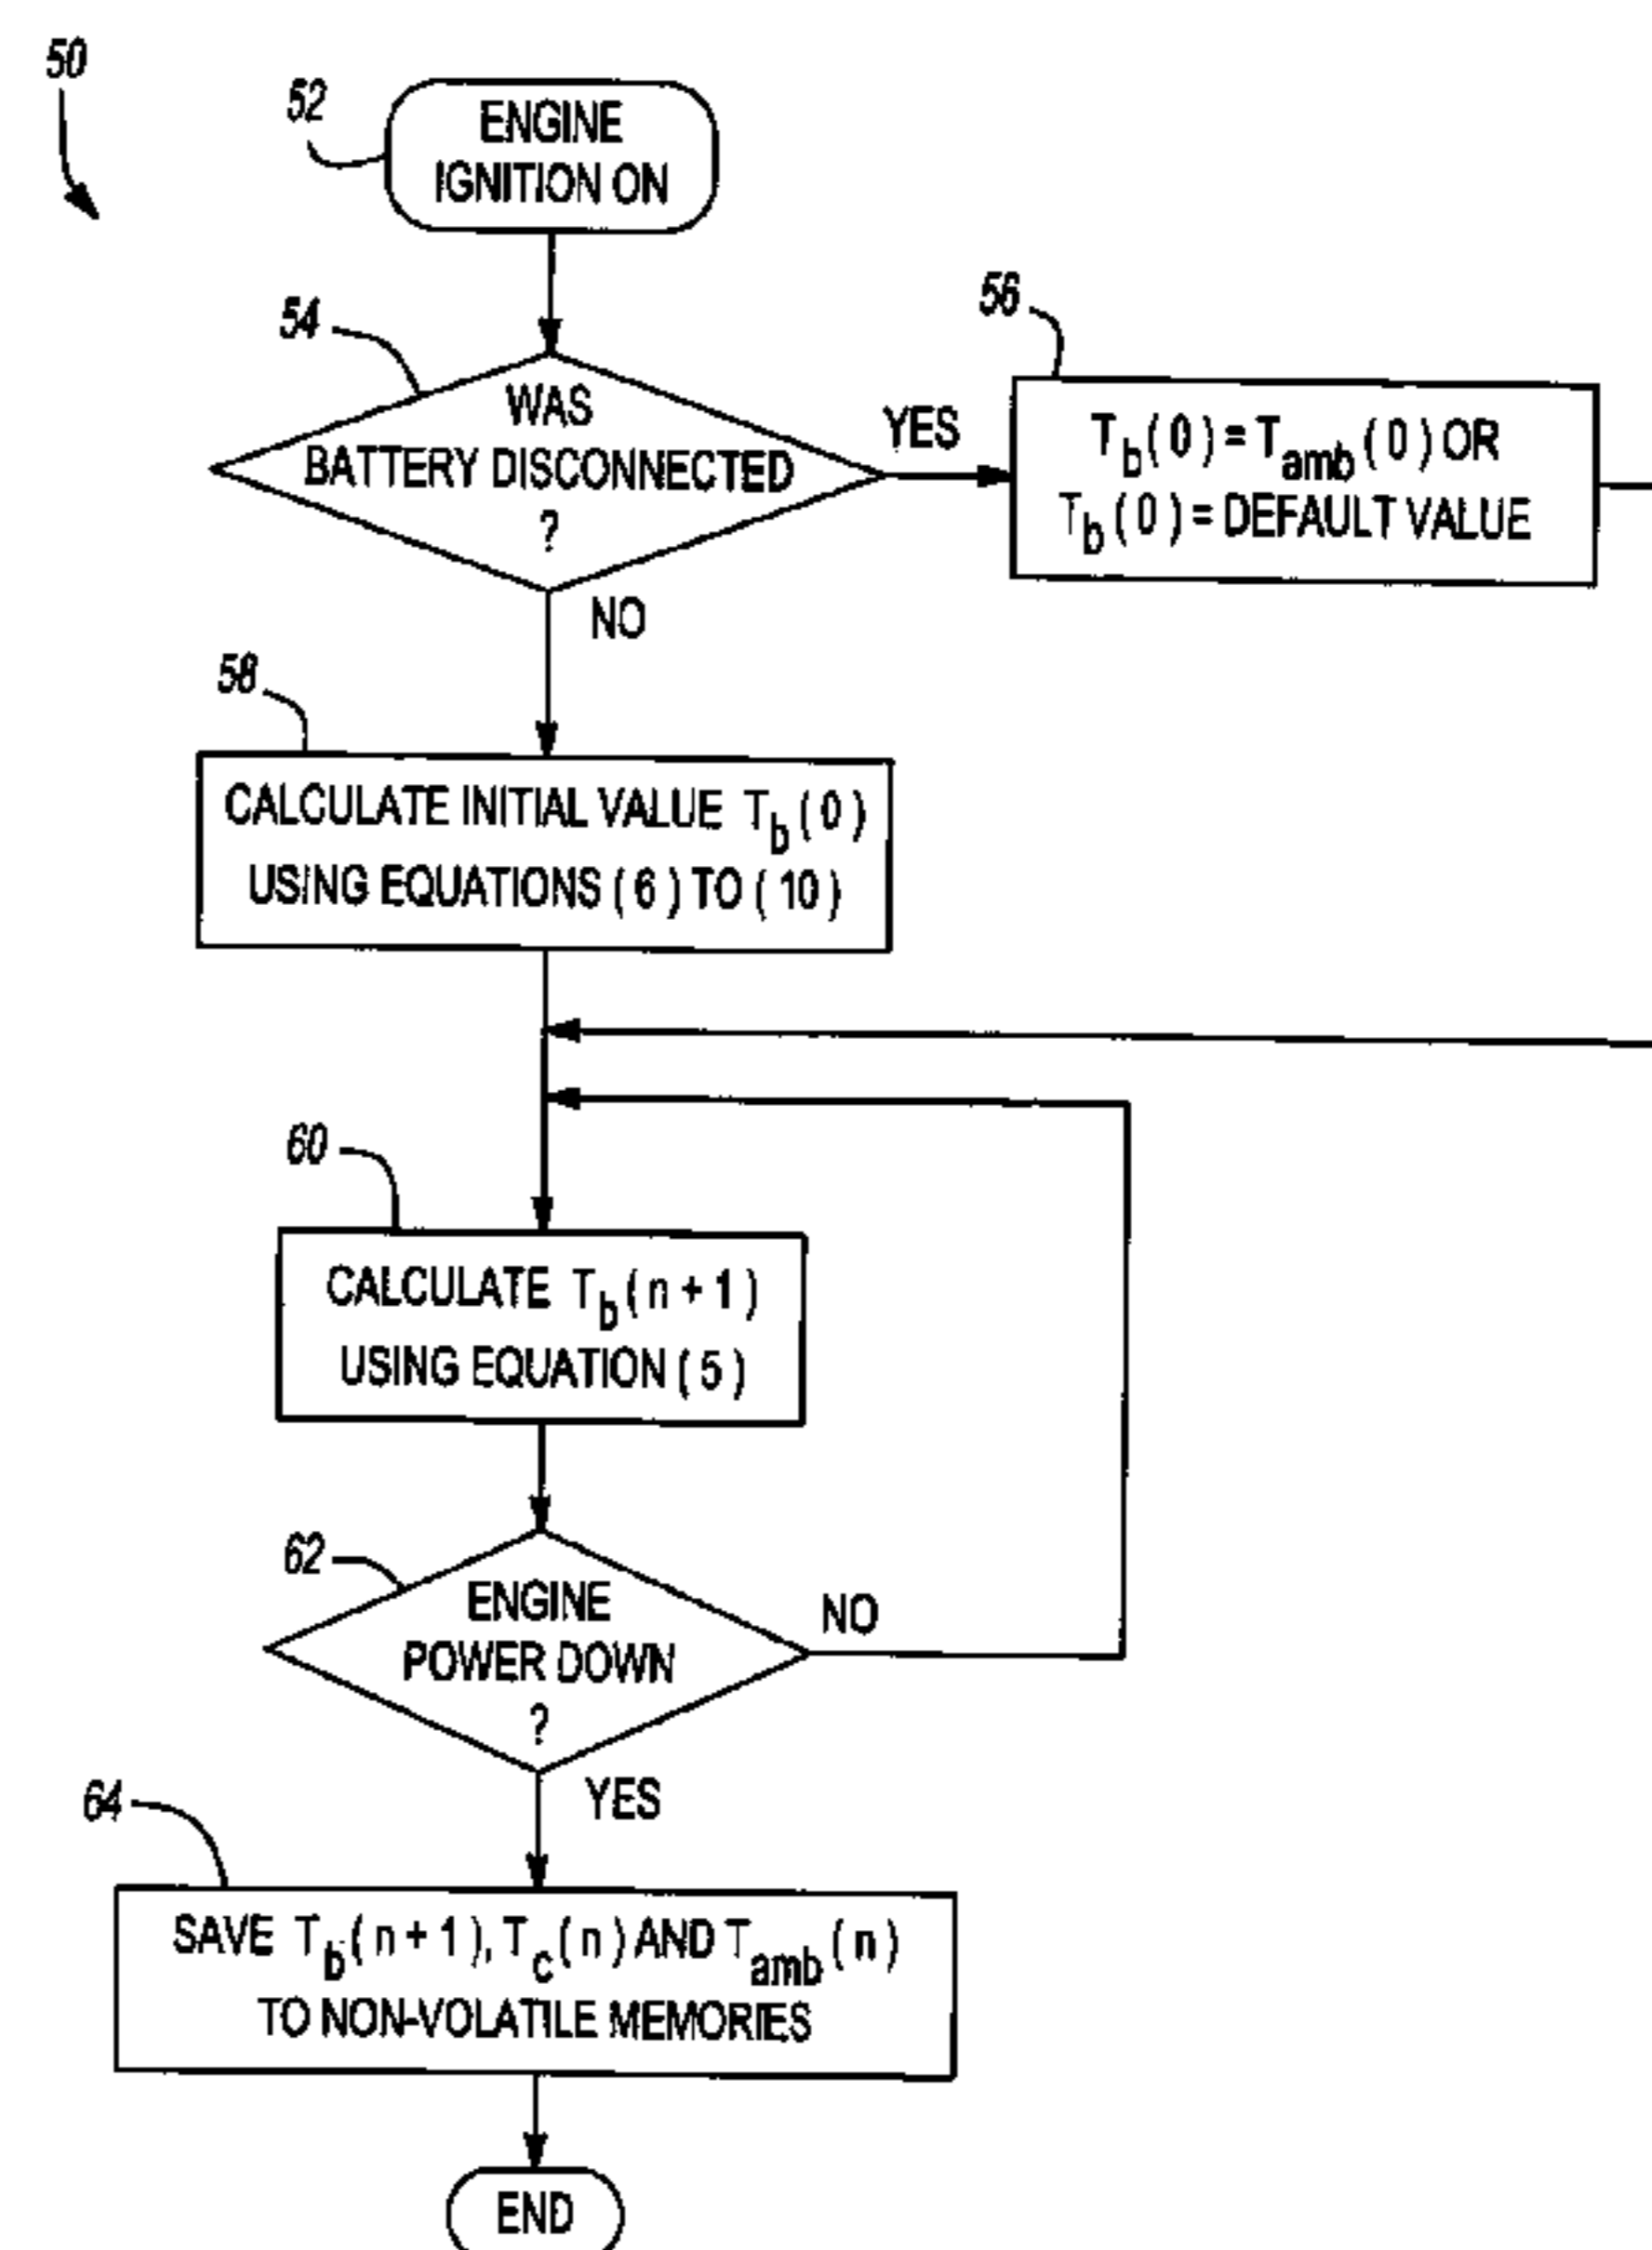 50
52
ENGINE
IGNITION ON
54
WAS
BATTERY DISCONNECTED
?
YES
56
T_b ( 0 ) = T_amb ( 0 ) OR
T_b ( 0 ) = DEFAULT VALUE
NO
58
CALCULATE INITIAL VALUE T_b ( 0 )
USING EQUATIONS ( 6 ) TO ( 10 )
60
CALCULATE T_b ( n + 1 )
USING EQUATION ( 5 )
62
ENGINE
POWER DOWN
?
NO
YES
64
SAVE T_b ( n + 1 ), T_c ( n ) AND T_amb ( n )
TO NON-VOLATILE MEMORIES
END